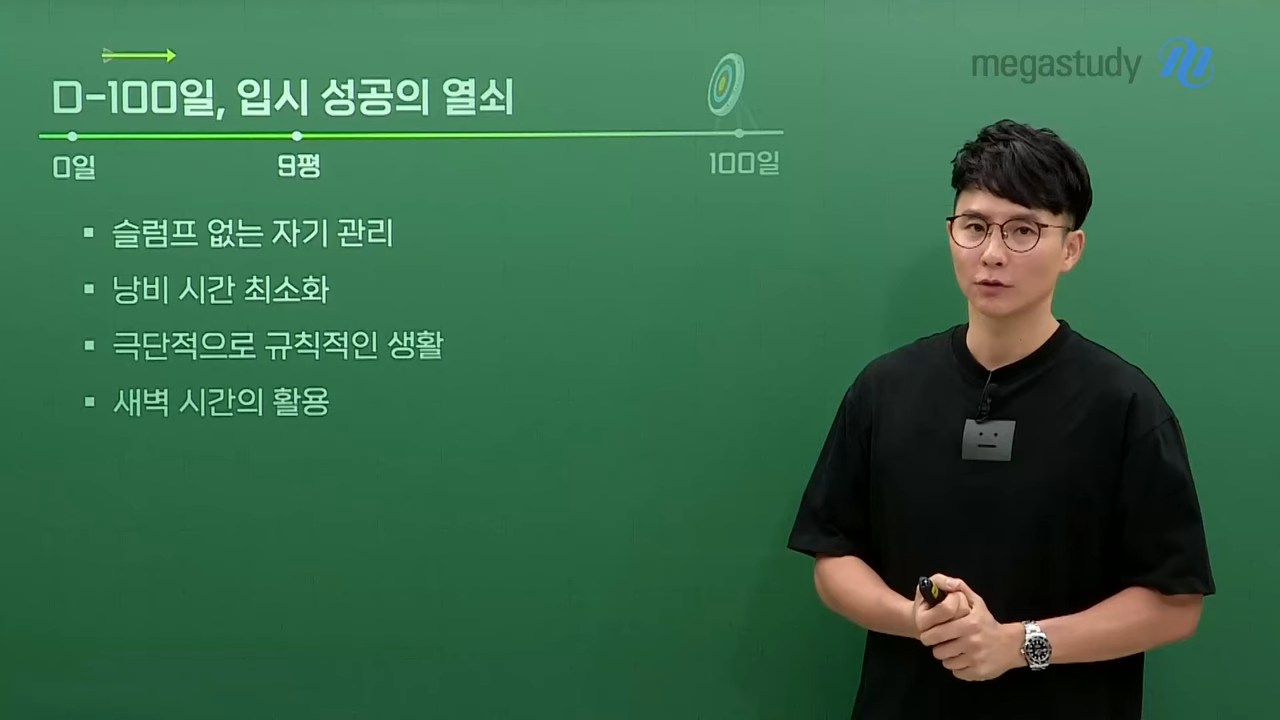 megastudy
D-100일, 입시 성공의 열쇠
0일 9평 100일
▪ 슬럼프 없는 자기 관리
▪ 낭비 시간 최소화
▪ 극단적으로 규칙적인 생활
▪ 새벽 시간의 활용